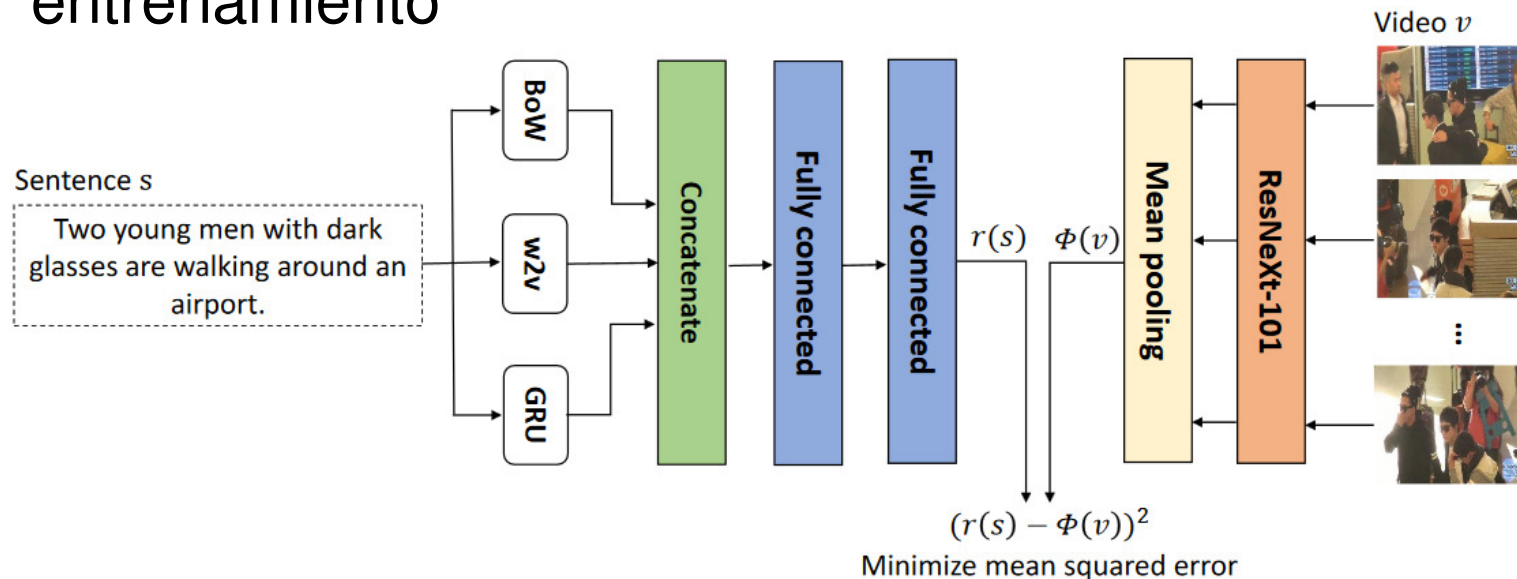 entrenamiento
Video v
Sentence s
Two young men with dark
glasses are walking around an
airport.
BoW
w2v
GRU
Concatenate
Fully connected
Fully connected
r(s)
Φ(v)
Mean pooling
ResNeXt-101
...
(r(s) − Φ(v))²
Minimize mean squared error